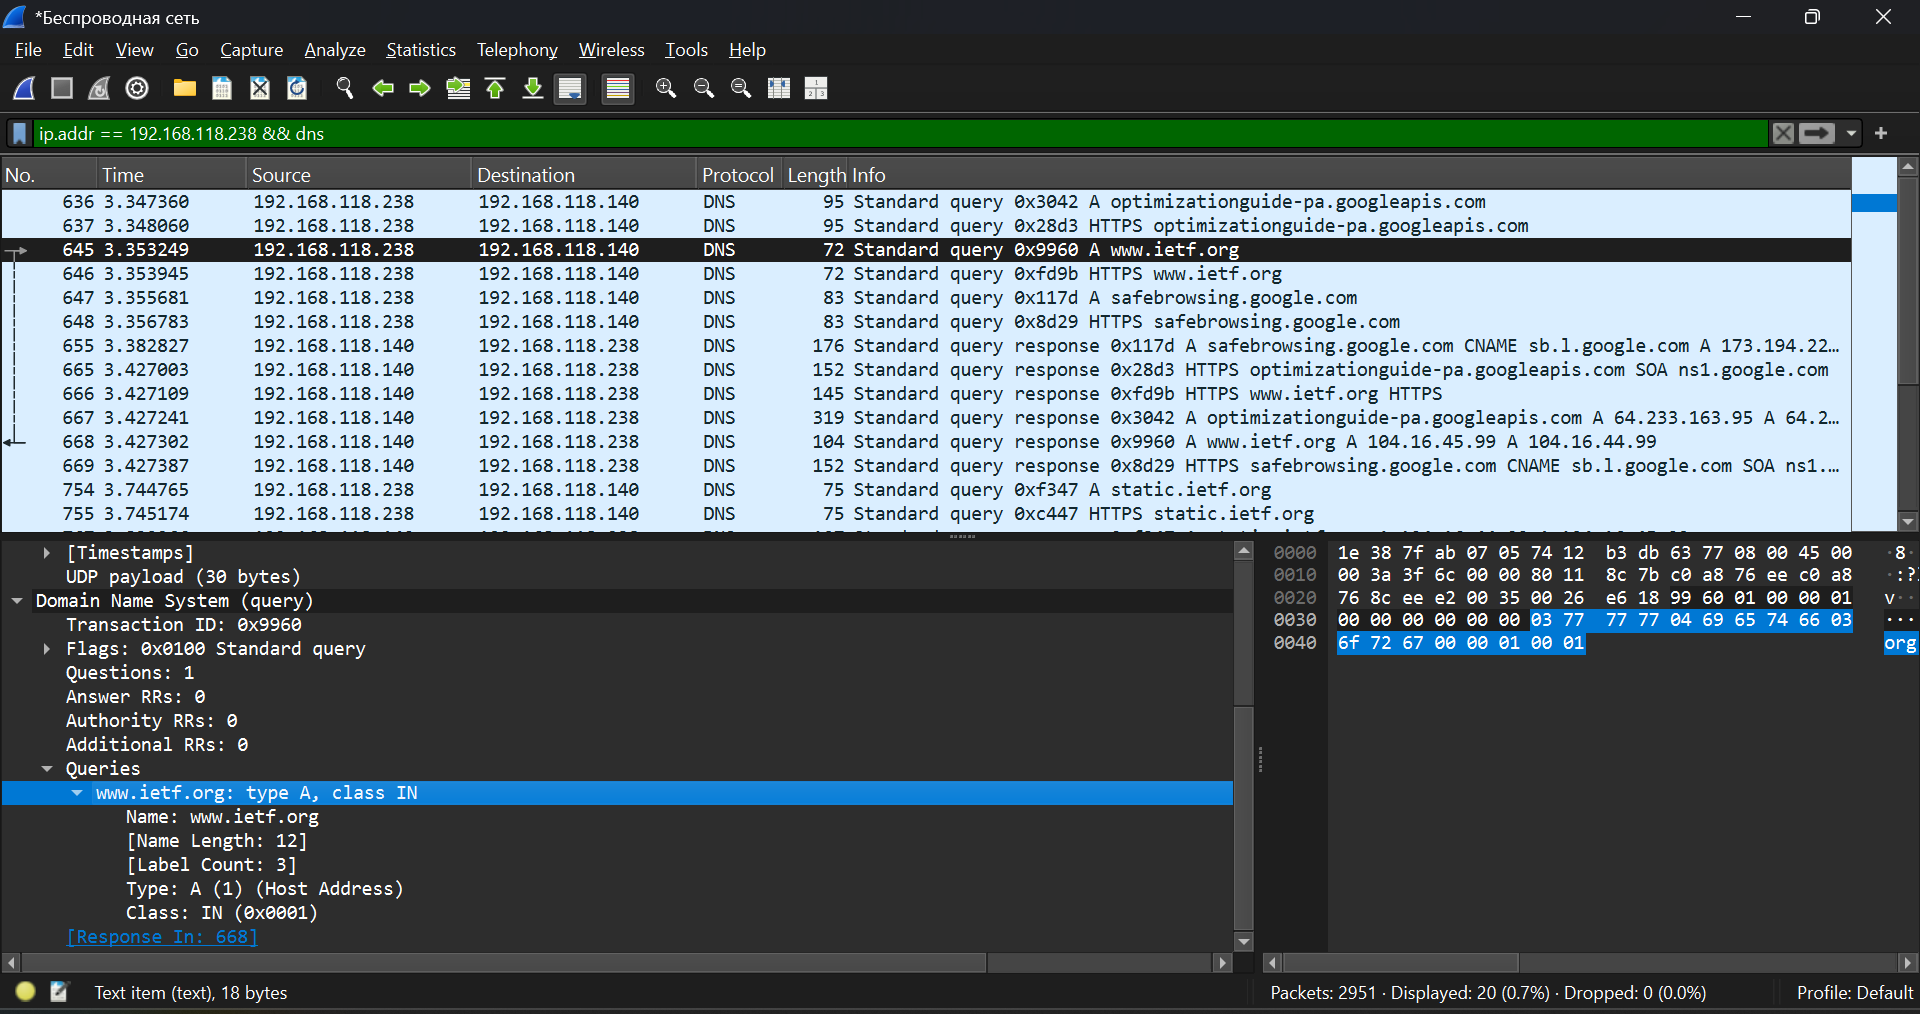 *Беспроводная сеть
File Edit View Go Capture Analyze Statistics Telephony Wireless Tools Help
ip.addr == 192.168.118.238 && dns
No. Time Source Destination Protocol Length Info
636 3.347360 192.168.118.238 192.168.118.140 DNS 95 Standard query 0x3042 A optimizationguide-pa.googleapis.com
637 3.348060 192.168.118.238 192.168.118.140 DNS 95 Standard query 0x28d3 HTTPS optimizationguide-pa.googleapis.com
645 3.353249 192.168.118.238 192.168.118.140 DNS 72 Standard query 0x9960 A www.ietf.org
646 3.353945 192.168.118.238 192.168.118.140 DNS 72 Standard query 0xfd9b HTTPS www.ietf.org
647 3.355681 192.168.118.238 192.168.118.140 DNS 83 Standard query 0x117d A safebrowsing.google.com
648 3.356783 192.168.118.238 192.168.118.140 DNS 83 Standard query 0x8d29 HTTPS safebrowsing.google.com
655 3.382827 192.168.118.140 192.168.118.238 DNS 176 Standard query response 0x117d A safebrowsing.google.com CNAME sb.l.google.com A 173.194.22…
665 3.427003 192.168.118.140 192.168.118.238 DNS 152 Standard query response 0x28d3 HTTPS optimizationguide-pa.googleapis.com SOA ns1.google.com
666 3.427109 192.168.118.140 192.168.118.238 DNS 145 Standard query response 0xfd9b HTTPS www.ietf.org HTTPS
667 3.427241 192.168.118.140 192.168.118.238 DNS 319 Standard query response 0x3042 A optimizationguide-pa.googleapis.com A 64.233.163.95 A 64.2…
668 3.427302 192.168.118.140 192.168.118.238 DNS 104 Standard query response 0x9960 A www.ietf.org A 104.16.45.99 A 104.16.44.99
669 3.427387 192.168.118.140 192.168.118.238 DNS 152 Standard query response 0x8d29 HTTPS safebrowsing.google.com CNAME sb.l.google.com SOA ns1.…
754 3.744765 192.168.118.238 192.168.118.140 DNS 75 Standard query 0xf347 A static.ietf.org
755 3.745174 192.168.118.238 192.168.118.140 DNS 75 Standard query 0xc447 HTTPS static.ietf.org
[Timestamps]
UDP payload (30 bytes)
Domain Name System (query)
Transaction ID: 0x9960
Flags: 0x0100 Standard query
Questions: 1
Answer RRs: 0
Authority RRs: 0
Additional RRs: 0
Queries
www.ietf.org: type A, class IN
Name: www.ietf.org
[Name Length: 12]
[Label Count: 3]
Type: A (1) (Host Address)
Class: IN (0x0001)
[Response In: 668]
0000 1e 38 7f ab 07 05 74 12 b3 db 63 77 08 00 45 00 ·8·
0010 00 3a 3f 6c 00 00 80 11 8c 7b c0 a8 76 ee c0 a8 ·:?
0020 76 8c ee e2 00 35 00 26 e6 18 99 60 01 00 00 01 v··
0030 00 00 00 00 00 00 03 77 77 77 04 69 65 74 66 03 ···
0040 6f 72 67 00 00 01 00 01 org
Text item (text), 18 bytes
Packets: 2951 · Displayed: 20 (0.7%) · Dropped: 0 (0.0%)
Profile: Default